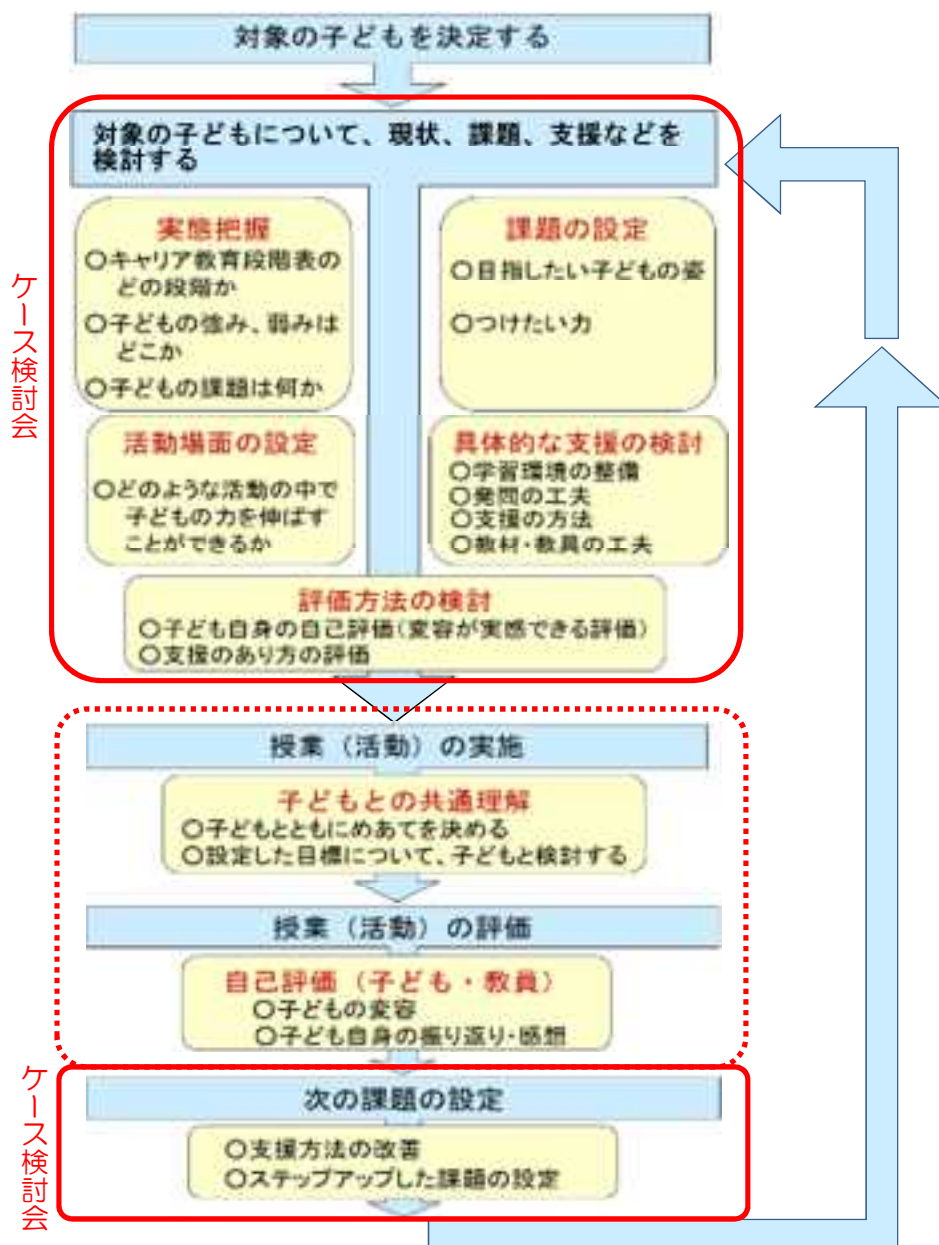 対象の子どもを決定する
対象の子どもについて、現状、課題、支援などを
検討する
ケース検討会
実態把握
○キャリア教育段階表の
どの段階か
○子どもの強み、弱みは
どこか
○子どもの課題は何か
課題の設定
○目指したい子どもの姿
○つけたい力
活動場面の設定
○どのような活動の中で
子どもの力を伸ばす
ことができるか
具体的な支援の検討
○学習環境の整備
○発問の工夫
○支援の方法
○教材・教具の工夫
評価方法の検討
○子ども自身の自己評価(変容が実感できる評価)
○支援のあり方の評価
授業(活動)の実施
子どもとの共通理解
○子どもとともにめあてを決める
○設定した目標について、子どもと検討する
授業(活動)の評価
自己評価(子ども・教員)
○子どもの変容
○子ども自身の振り返り・感想
ケース検討会
次の課題の設定
○支援方法の改善
○ステップアップした課題の設定